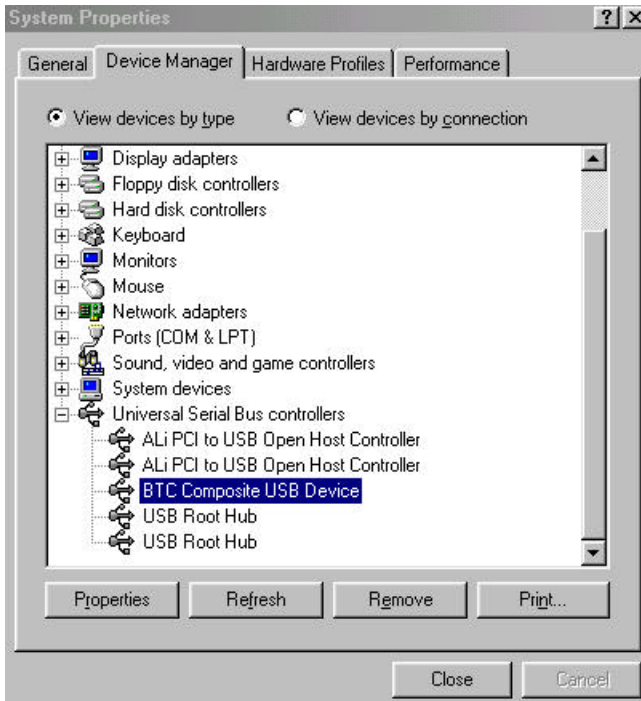 System Properties
General Device Manager Hardware Profiles Performance
View devices by type View devices by connection
Display adapters
Floppy disk controllers
Hard disk controllers
Keyboard
Monitors
Mouse
Network adapters
Ports (COM & LPT)
Sound, video and game controllers
System devices
Universal Serial Bus controllers
ALi PCI to USB Open Host Controller
ALi PCI to USB Open Host Controller
BTC Composite USB Device
USB Root Hub
USB Root Hub
Properties Refresh Remove Print...
Close Cancel